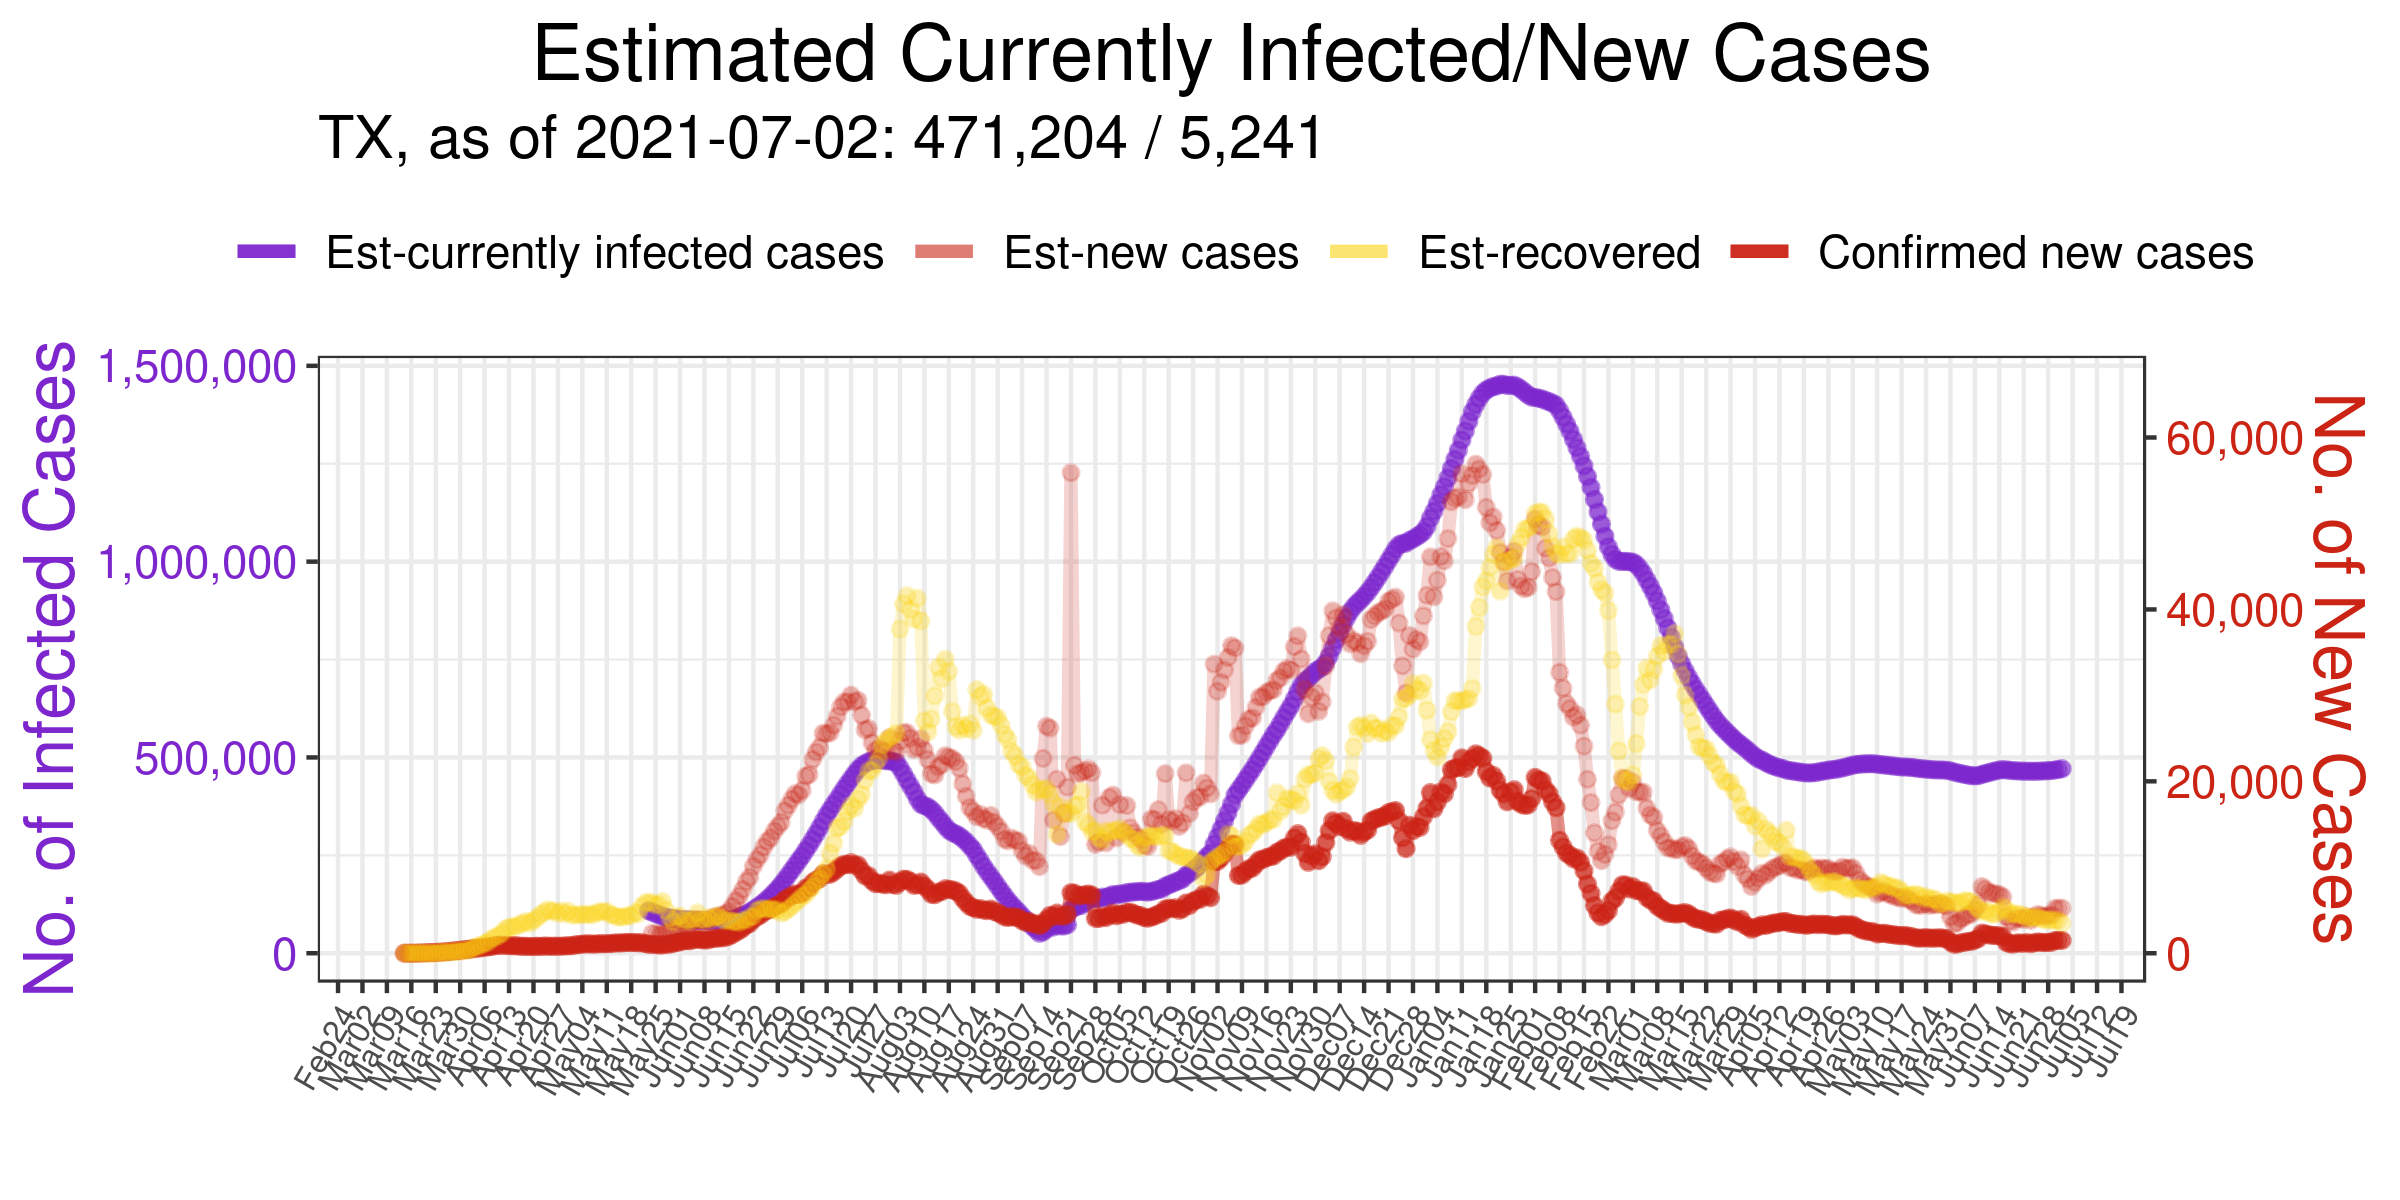 Estimated Currently Infected/New Cases
TX, as of 2021-07-02: 471,204 / 5,241
Est-currently infected cases
Est-new cases
Est-recovered
Confirmed new cases
No. of Infected Cases
1,500,000
1,000,000
500,000
0
No. of New Cases
60,000
40,000
20,000
0
Feb24
Mar02
Mar09
Mar16
Mar23
Mar30
Apr06
Apr13
Apr20
Apr27
May04
May11
May18
May25
Jun01
Jun08
Jun15
Jun22
Jun29
Jul06
Jul13
Jul20
Jul27
Aug03
Aug10
Aug17
Aug24
Aug31
Sep07
Sep14
Sep21
Sep28
Oct05
Oct12
Oct19
Oct26
Nov02
Nov09
Nov16
Nov23
Nov30
Dec07
Dec14
Dec21
Dec28
Jan04
Jan11
Jan18
Jan25
Feb01
Feb08
Feb15
Feb22
Mar01
Mar08
Mar15
Mar22
Mar29
Apr05
Apr12
Apr19
Apr26
May03
May10
May17
May24
May31
Jun07
Jun14
Jun21
Jun28
Jul05
Jul12
Jul19